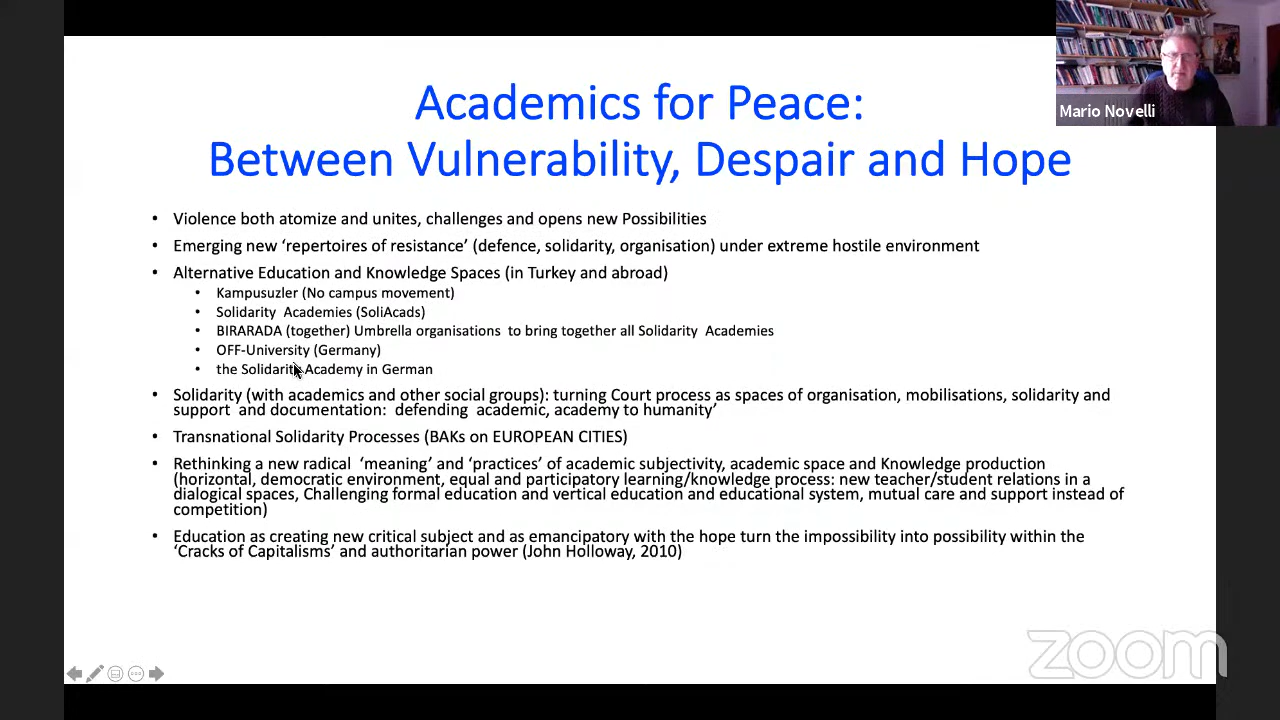 Mario Novelli
Academics for Peace:
Between Vulnerability, Despair and Hope
• Violence both atomize and unites, challenges and opens new Possibilities
• Emerging new ‘repertoires of resistance’ (defence, solidarity, organisation) under extreme hostile environment
• Alternative Education and Knowledge Spaces (in Turkey and abroad)
• Kampusuzler (No campus movement)
• Solidarity Academies (SoliAcads)
• BIRARADA (together) Umbrella organisations to bring together all Solidarity Academies
• OFF-University (Germany)
• the Solidarity Academy in German
• Solidarity (with academics and other social groups): turning Court process as spaces of organisation, mobilisations, solidarity and
support and documentation: defending academic, academy to humanity’
• Transnational Solidarity Processes (BAKs on EUROPEAN CITIES)
• Rethinking a new radical ‘meaning’ and ‘practices’ of academic subjectivity, academic space and Knowledge production
(horizontal, democratic environment, equal and participatory learning/knowledge process: new teacher/student relations in a
dialogical spaces, Challenging formal education and vertical education and educational system, mutual care and support instead of
competition)
• Education as creating new critical subject and as emancipatory with the hope turn the impossibility into possibility within the
‘Cracks of Capitalisms’ and authoritarian power (John Holloway, 2010)
zoom